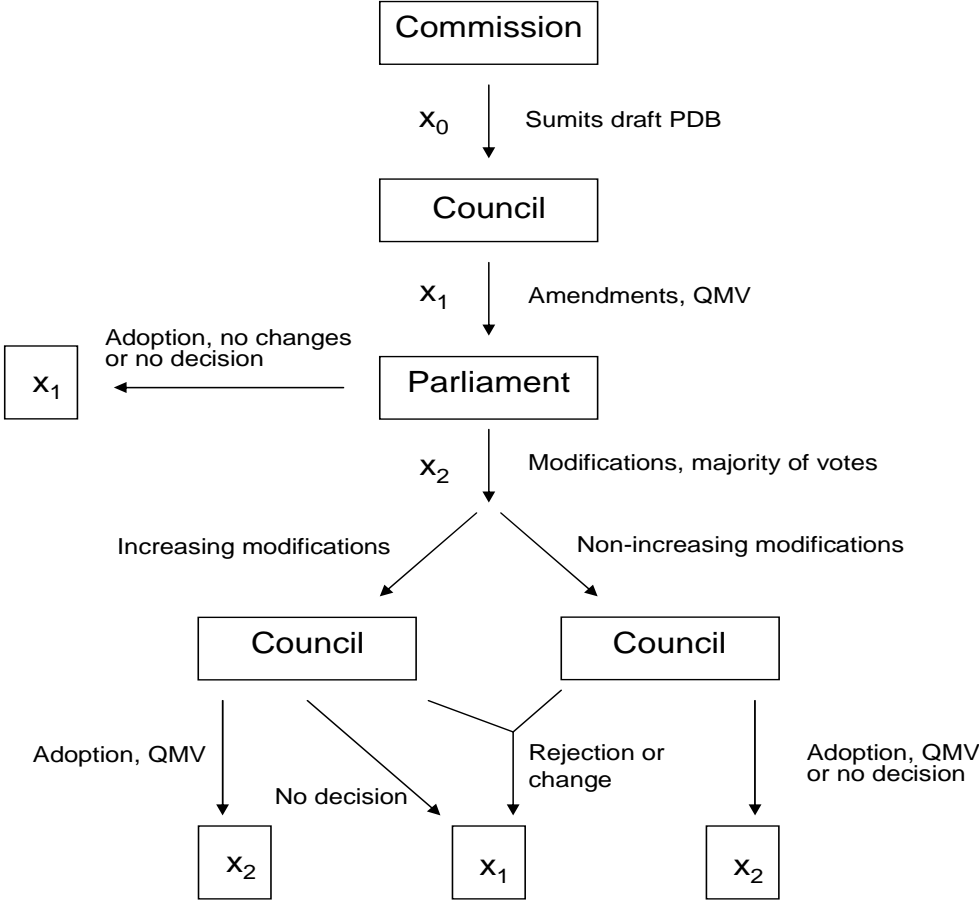 Commission
x0 Sumits draft PDB
Council
x1 Amendments, QMV
Adoption, no changes
or no decision
x1
Parliament
x2 Modifications, majority of votes
Increasing modifications
Non-increasing modifications
Council
Council
Adoption, QMV
No decision
Rejection or
change
Adoption, QMV
or no decision
x2
x1
x2